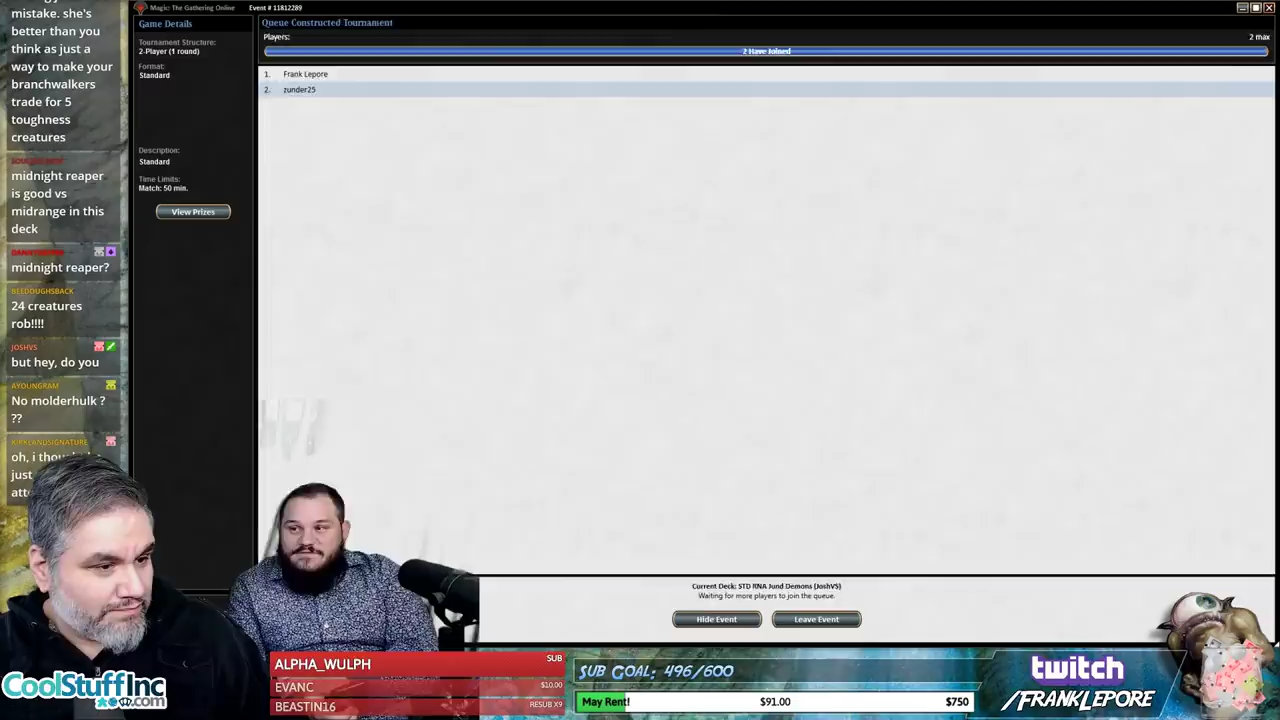 mistake. she's
better than you
think as just a
way to make your
branchwalkers
trade for 5
toughness
creatures
midnight reaper
is good vs
midrange in this
deck
midnight reaper?
BEEDOUGHSBACK
24 creatures
rob!!!!
JOSHVS
but hey, do you
AYOUNGRAM
No molderhulk ?
??
KIRKLANDSIGNATURE
just
Magic: The Gathering Online
Event # 11812289
Game Details
Tournament Structure:
2-Player (1 round)
Format:
Standard
Description:
Standard
Time Limits:
Match: 50 min.
View Prizes
Queue Constructed Tournament
Players:
2 max
2 Have Joined
1. Frank Lepore
2. zunder25
Current Deck: STD RNA Jund Demons (JoshVS)
Waiting for more players to join the queue.
Hide Event
Leave Event
CoolStuffInc
.com
ALPHA_WULPH SUB
EVANC $10.00
BEASTIN16 RESUB X9
SUB GOAL: 496/600
May Rent! $91.00 $750
twitch
/FRANKLEPORE